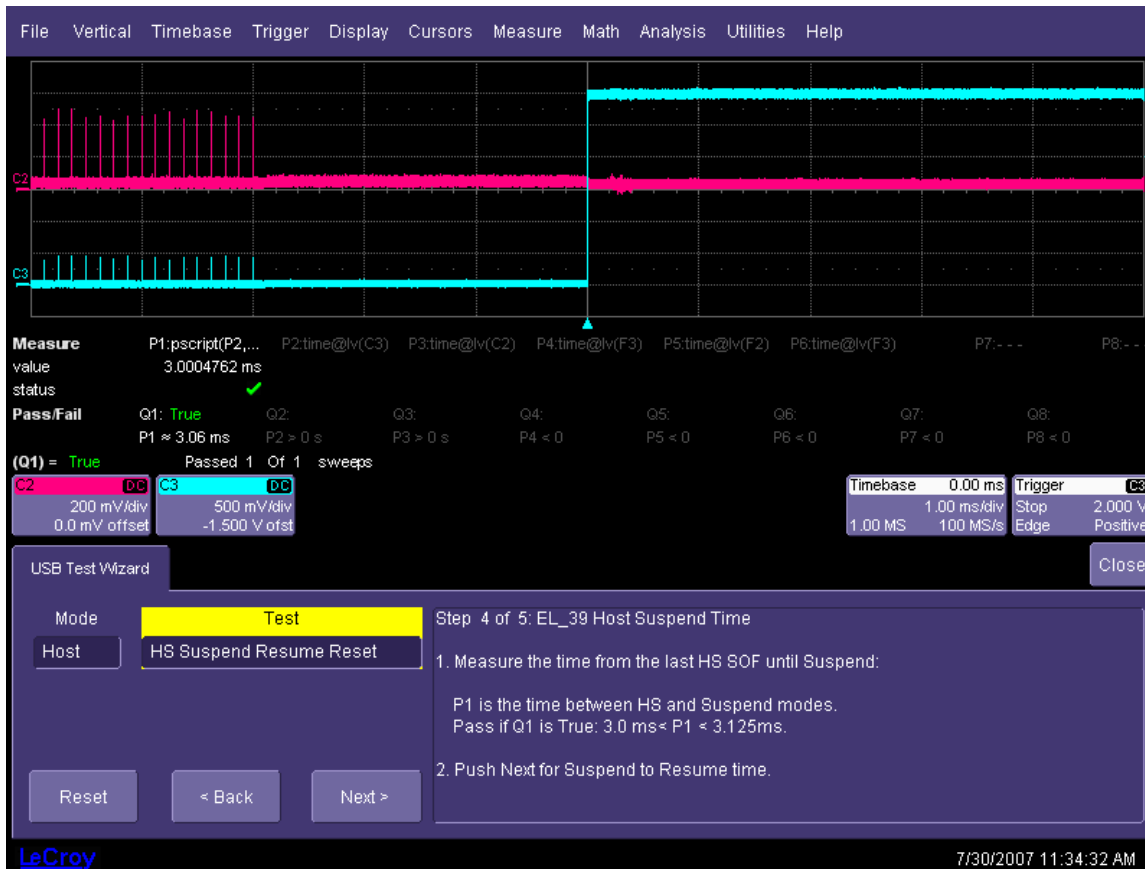 File Vertical Timebase Trigger Display Cursors Measure Math Analysis Utilities Help
C2
C3
Measure P1:pscript(P2,... P2:time@lv(C3) P3:time@lv(C2) P4:time@lv(F3) P5:time@lv(F2) P6:time@lv(F3) P7:- - - P8:- -
value 3.0004762 ms
status ✔
Pass/Fail Q1: True Q2: Q3: Q4: Q5: Q6: Q7: Q8:
P1 ≈ 3.06 ms P2 > 0 s P3 > 0 s P4 < 0 P5 < 0 P6 < 0 P7 < 0 P8 < 0
(Q1) = True Passed 1 Of 1 sweeps
C2 DC C3 DC Timebase 0.00 ms Trigger C3
200 mV/div 500 mV/div 1.00 ms/div Stop 2.000 V
0.0 mV offset -1.500 V ofst 1.00 MS 100 MS/s Edge Positive
USB Test Wizard Close
Mode Test Step 4 of 5: EL_39 Host Suspend Time
Host HS Suspend Resume Reset
1. Measure the time from the last HS SOF until Suspend:
P1 is the time between HS and Suspend modes.
Pass if Q1 is True: 3.0 ms< P1 < 3.125ms.
2. Push Next for Suspend to Resume time.
Reset < Back Next >
LeCroy 7/30/2007 11:34:32 AM